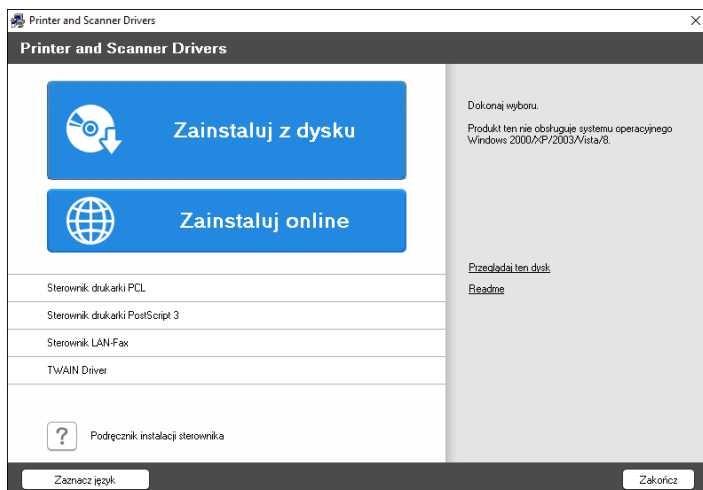 Printer and Scanner Drivers
Printer and Scanner Drivers
Zainstaluj z dysku
Zainstaluj online
Sterownik drukarki PCL
Sterownik drukarki PostScript 3
Sterownik LAN-Fax
TWAIN Driver
? Podręcznik instalacji sterownika
Dokonaj wyboru.
Produkt ten nie obsługuje systemu operacyjnego
Windows 2000/XP/2003/Vista/8.
Przeglądaj ten dysk
Readme
Zaznacz język
Zakończ